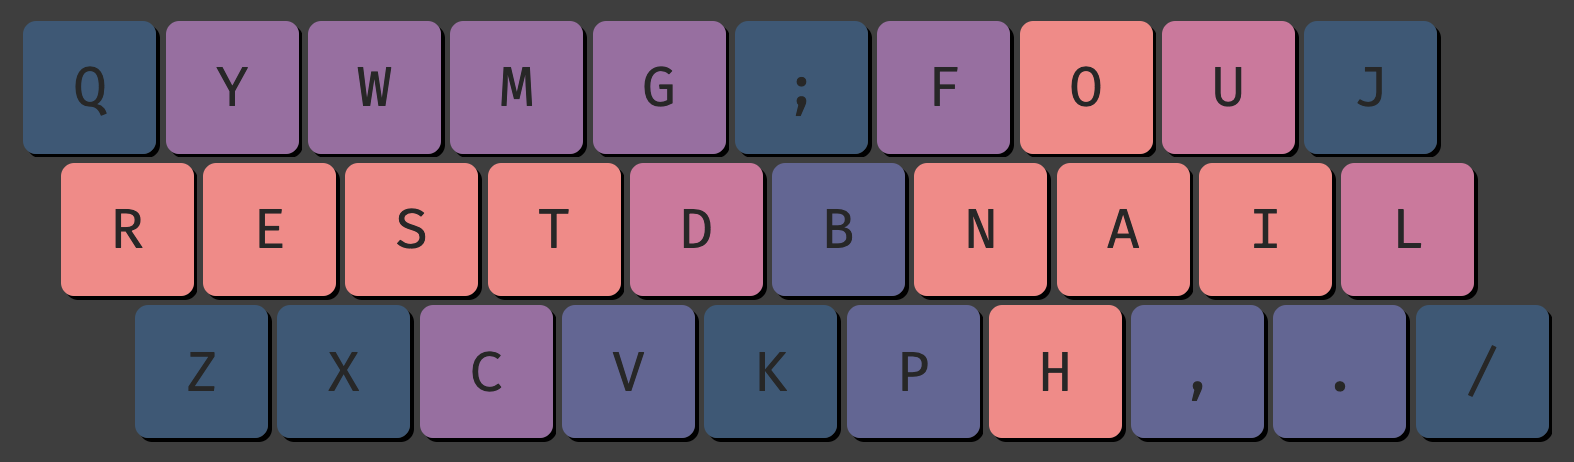 Q Y W M G ; F O U J
R E S T D B N A I L
Z X C V K P H , . /